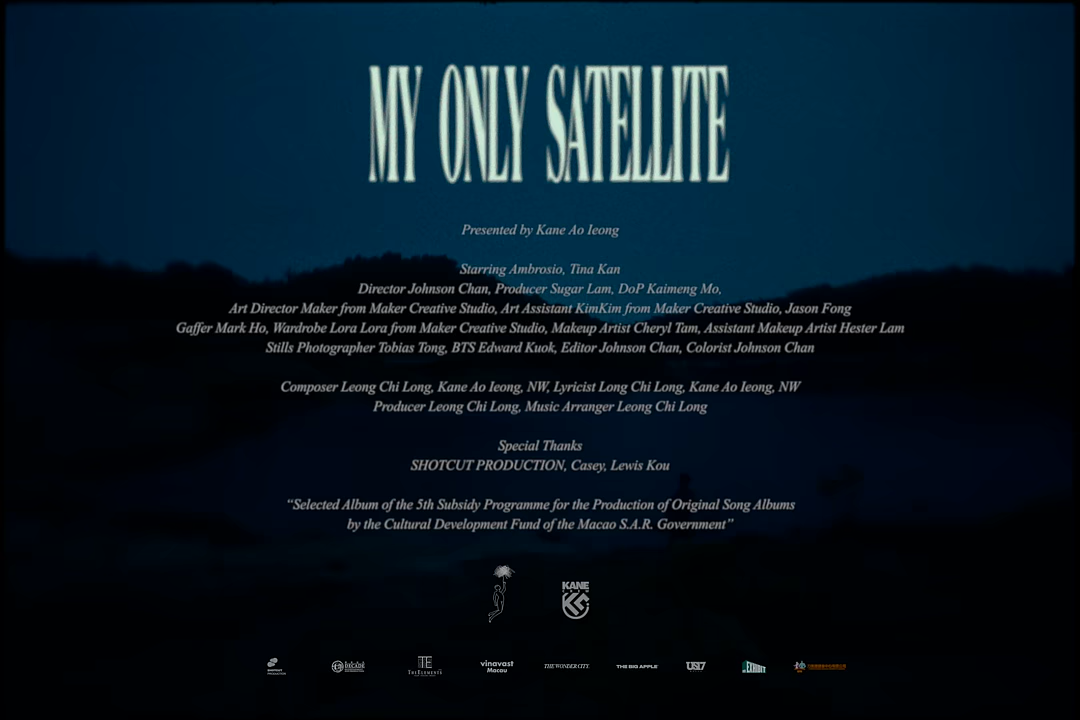 MY ONLY SATELLITE
Presented by Kane Ao Ieong
Starring Ambrosio, Tina Kan
Director Johnson Chan, Producer Sugar Lam, DoP Kaimeng Mo,
Art Director Maker from Maker Creative Studio, Art Assistant KimKim from Maker Creative Studio, Jason Fong
Gaffer Mark Ho, Wardrobe Lora Lora from Maker Creative Studio, Makeup Artist Cheryl Tam, Assistant Makeup Artist Hester Lam
Stills Photographer Tobias Tong, BTS Edward Kuok, Editor Johnson Chan, Colorist Johnson Chan
Composer Leong Chi Long, Kane Ao Ieong, NW, Lyricist Long Chi Long, Kane Ao Ieong, NW
Producer Leong Chi Long, Music Arranger Leong Chi Long
Special Thanks
SHOTCUT PRODUCTION, Casey, Lewis Kou
“Selected Album of the 5th Subsidy Programme for the Production of Original Song Albums
by the Cultural Development Fund of the Macao S.A.R. Government”
KANE
SHOTCUT
PRODUCTION
THE ELEMENTS
vinavast
Macau
THE WONDER CITY.
THE BIG APPLE
EXHIBIT